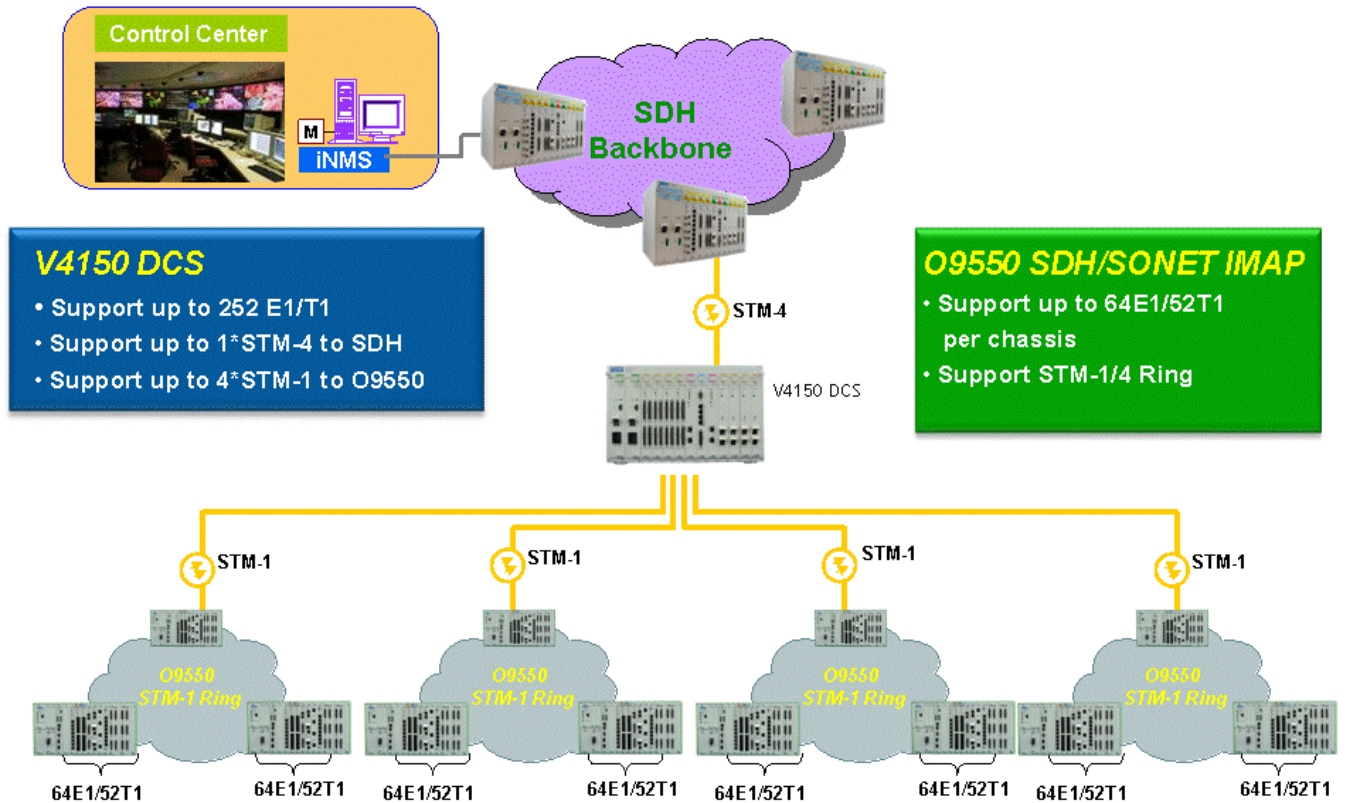 Control Center
M
iNMS
SDH
Backbone
V4150 DCS
• Support up to 252 E1/T1
• Support up to 1*STM-4 to SDH
• Support up to 4*STM-1 to O9550
O9550 SDH/SONET IMAP
• Support up to 64E1/52T1
per chassis
• Support STM-1/4 Ring
STM-4
V4150 DCS
STM-1
STM-1
STM-1
STM-1
O9550
STM-1 Ring
O9550
STM-1 Ring
O9550
STM-1 Ring
O9550
STM-1 Ring
64E1/52T1
64E1/52T1
64E1/52T1
64E1/52T1
64E1/52T1
64E1/52T1
64E1/52T1
64E1/52T1